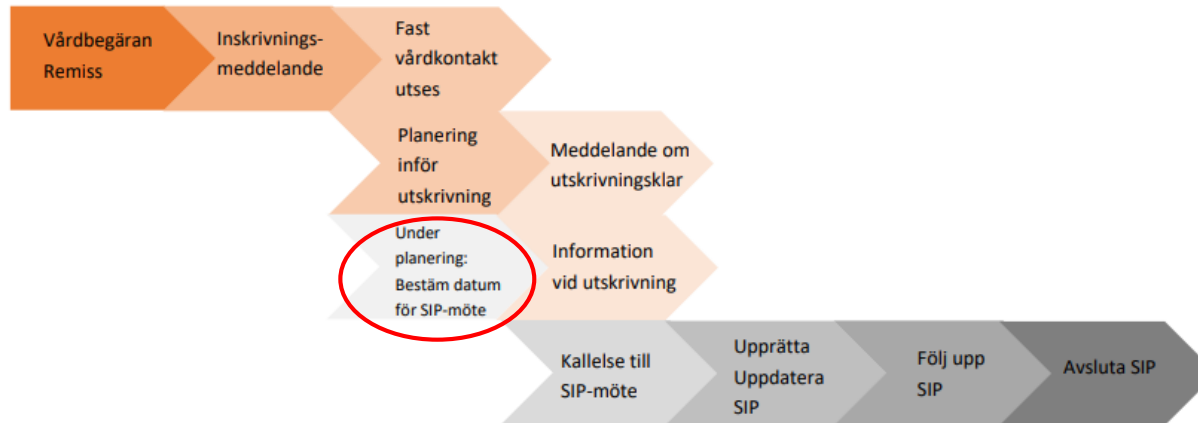 Vårdbegäran
Remiss
Inskrivnings-
meddelande
Fast
vårdkontakt
utses
Planering
inför
utskrivning
Meddelande om
utskrivningsklar
Under
planering:
Bestäm datum
för SIP-möte
Information
vid utskrivning
Kallelse till
SIP-möte
Upprätta
Uppdatera
SIP
Följ upp
SIP
Avsluta SIP